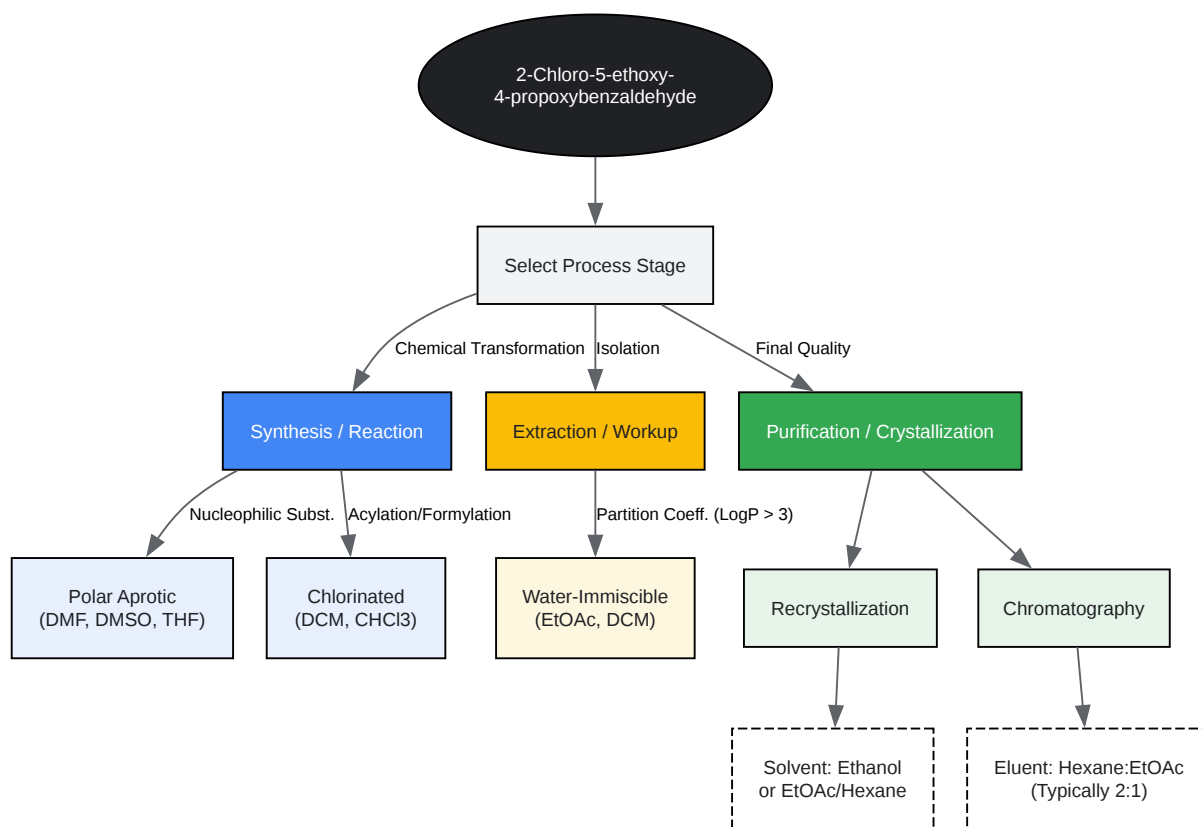 2-Chloro-5-ethoxy-
4-propoxybenzaldehyde
Select Process Stage
Chemical Transformation
Isolation
Final Quality
Synthesis / Reaction
Extraction / Workup
Purification / Crystallization
Nucleophilic Subst.
Acylation/Formylation
Partition Coeff. (LogP > 3)
Polar Aprotic
(DMF, DMSO, THF)
Chlorinated
(DCM, CHCl3)
Water-Immiscible
(EtOAc, DCM)
Recrystallization
Chromatography
Solvent: Ethanol
or EtOAc/Hexane
Eluent: Hexane:EtOAc
(Typically 2:1)